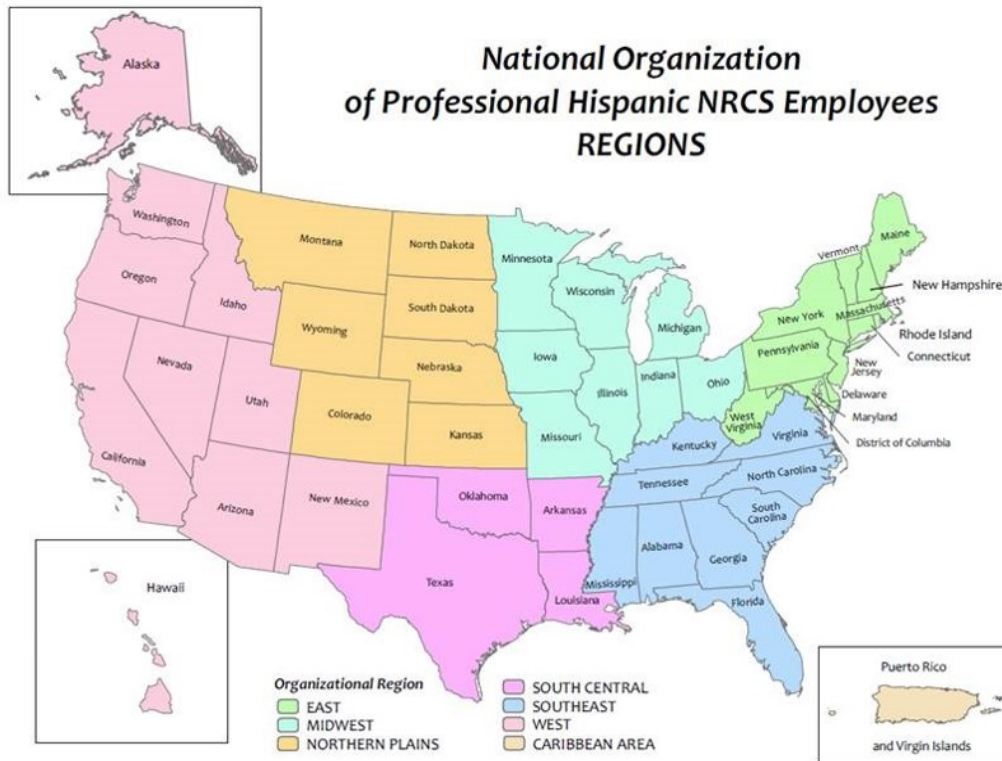 National Organization
of Professional Hispanic NRCS Employees
REGIONS
Alaska
Washington
Oregon
Idaho
Nevada
Utah
California
Arizona
New Mexico
Hawaii
Montana
North Dakota
South Dakota
Wyoming
Nebraska
Colorado
Kansas
Minnesota
Wisconsin
Michigan
Iowa
Illinois
Indiana
Ohio
Missouri
Maine
Vermont
New Hampshire
New York
Massachusetts
Rhode Island
Connecticut
Pennsylvania
New
Jersey
Delaware
Maryland
District of Columbia
West
Virginia
Kentucky
Virginia
Tennessee
North Carolina
South
Carolina
Mississippi
Alabama
Georgia
Florida
Oklahoma
Arkansas
Texas
Louisiana
Organizational Region
EAST
MIDWEST
NORTHERN PLAINS
SOUTH CENTRAL
SOUTHEAST
WEST
CARIBBEAN AREA
Puerto Rico
and Virgin Islands